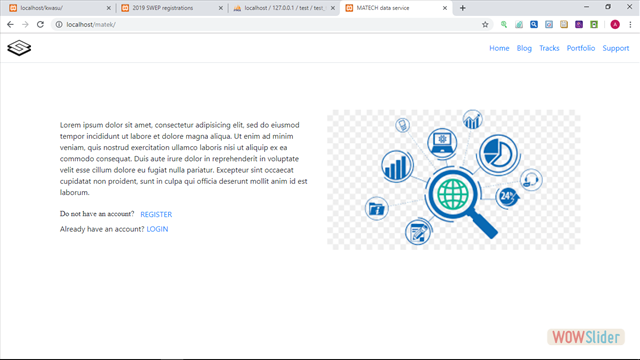 localhost/kwasu/
2019 SWEP registrations
localhost / 127.0.0.1 / test / test_
MATECH data service
localhost/matek/
A
Home Blog Tracks Portfolio Support
Lorem ipsum dolor sit amet, consectetur adipisicing elit, sed do eiusmod
tempor incididunt ut labore et dolore magna aliqua. Ut enim ad minim
veniam, quis nostrud exercitation ullamco laboris nisi ut aliquip ex ea
commodo consequat. Duis aute irure dolor in reprehenderit in voluptate
velit esse cillum dolore eu fugiat nulla pariatur. Excepteur sint occaecat
cupidatat non proident, sunt in culpa qui officia deserunt mollit anim id est
laborum.
Do not have an account? REGISTER
Already have an account? LOGIN
24/
WOWSlider